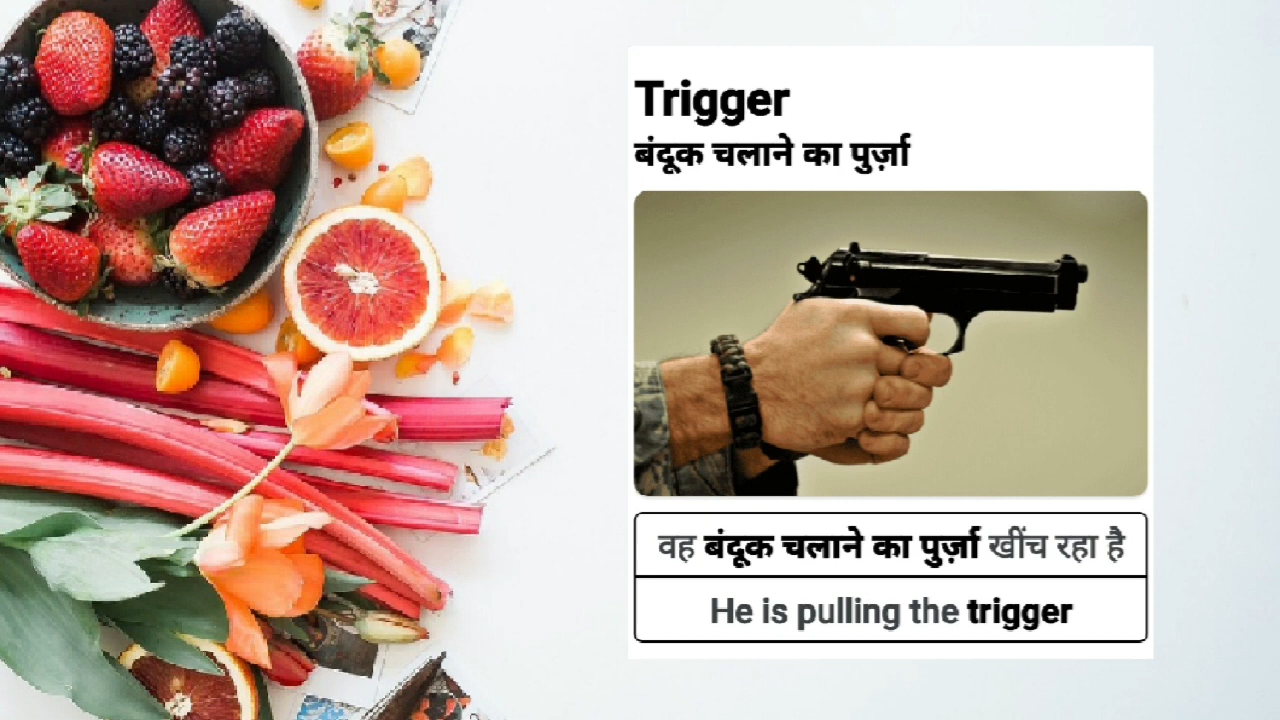 Trigger
बंदूक चलाने का पुर्ज़ा
वह बंदूक चलाने का पुर्ज़ा खींच रहा है
He is pulling the trigger